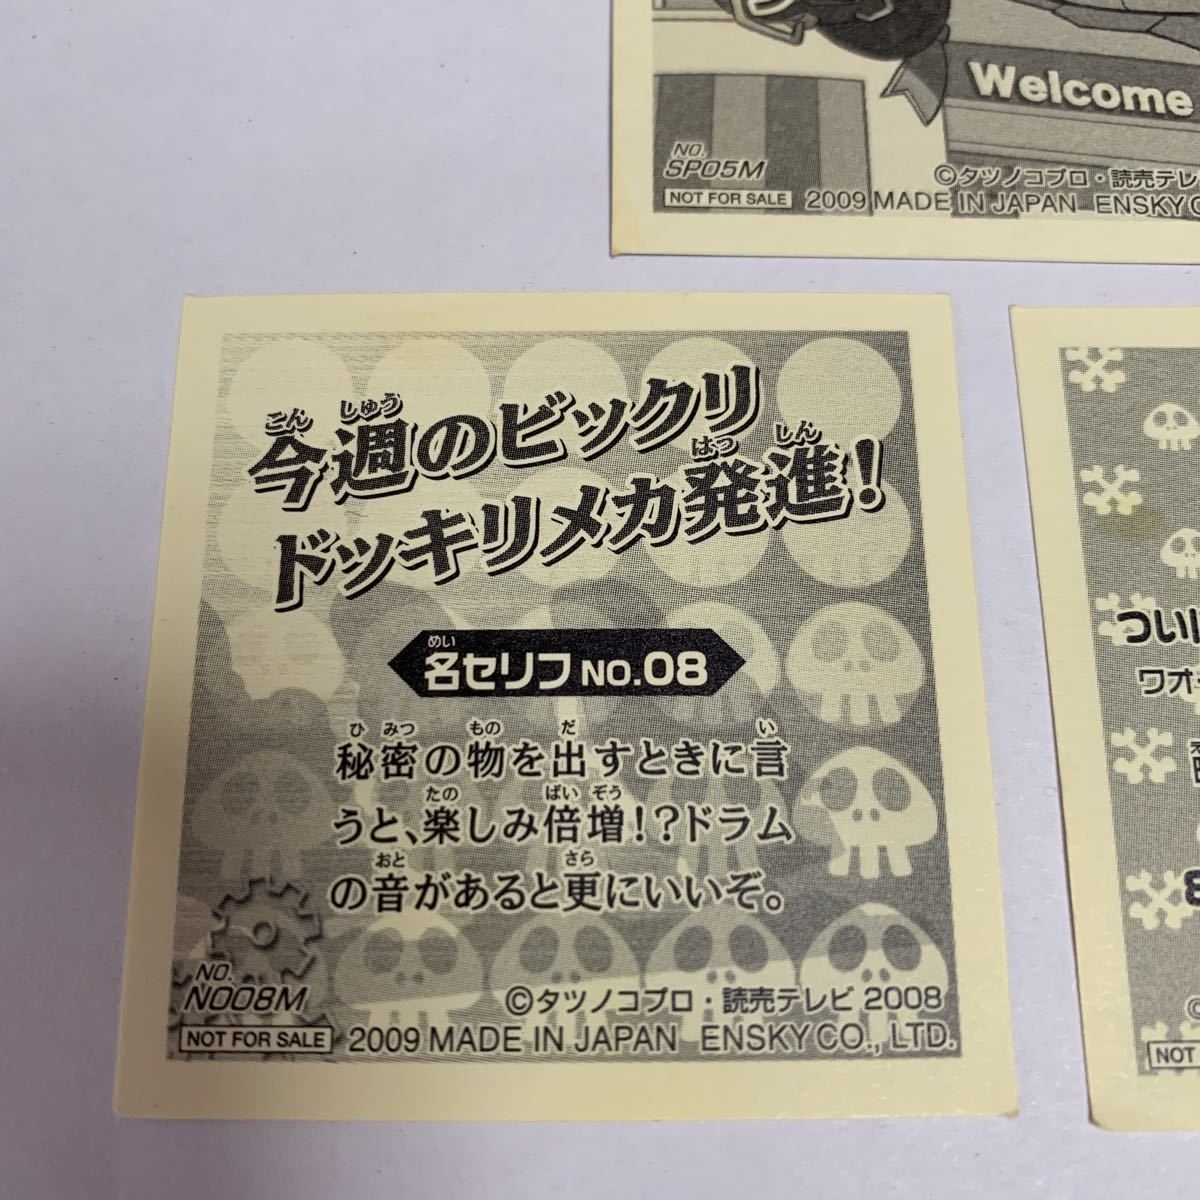 Welcome
NO.
SP05M
NOT FOR SALE
©タツノコプロ・読売テレ
2009 MADE IN JAPAN ENSKY C
こん しゅう
今週のビックリ
はっ しん
ドッキリメカ発進!
めい
名セリフ NO.08
ひ みつ もの だ い
秘密の物を出すときに言
たの ばい ぞう
うと、楽しみ倍増!?ドラム
おと さら
の音があると更にいいぞ。
NO.
N008M
©タツノコプロ・読売テレビ 2008
NOT FOR SALE
2009 MADE IN JAPAN ENSKY CO., LTD.
つい
ワオ
NOT